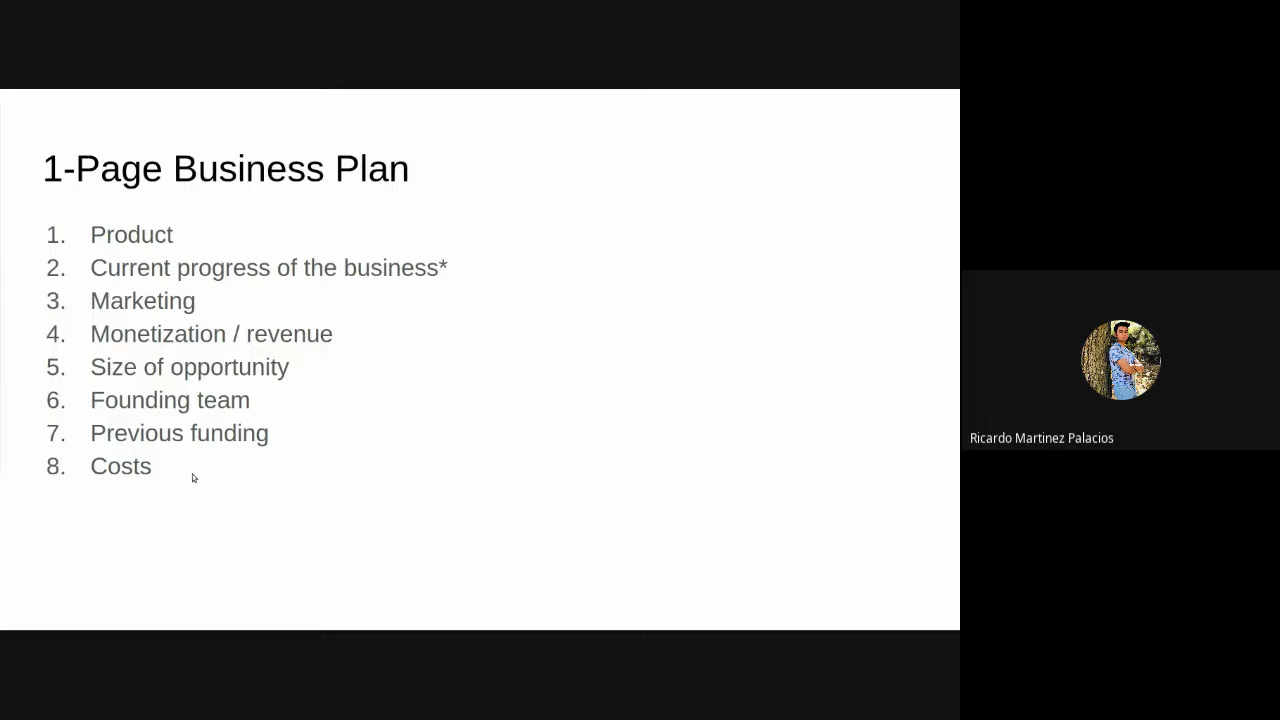 1-Page Business Plan
1. Product
2. Current progress of the business*
3. Marketing
4. Monetization / revenue
5. Size of opportunity
6. Founding team
7. Previous funding
8. Costs
Ricardo Martinez Palacios